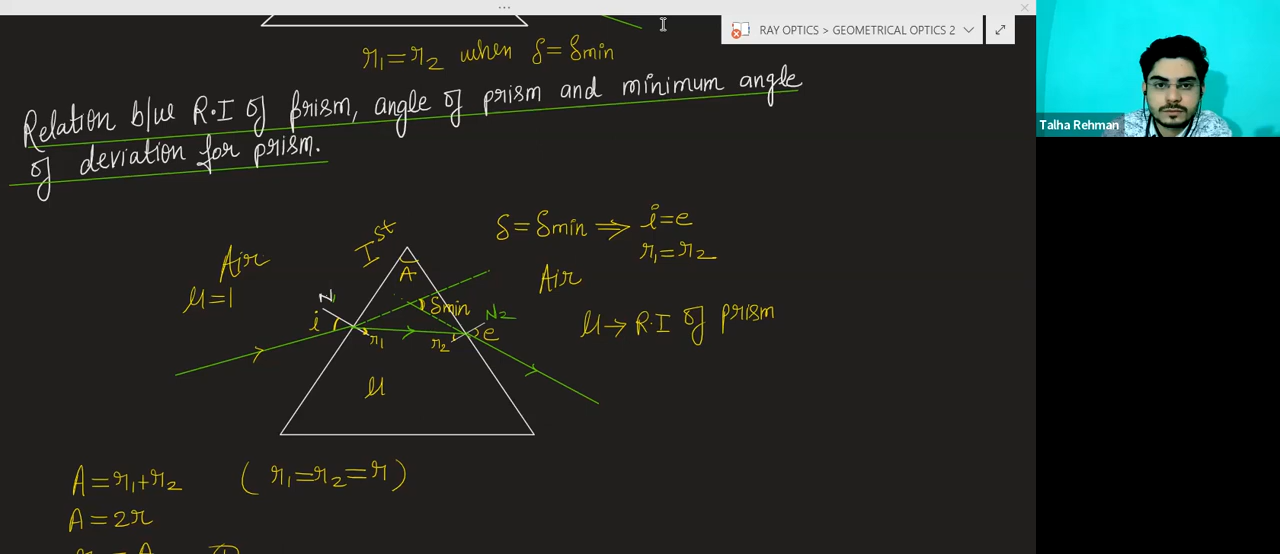 RAY OPTICS > GEOMETRICAL OPTICS 2
r₁=r₂ when δ=δmin
Relation b/w R.I of prism, angle of prism and minimum angle
of deviation for prism.
Talha Rehman
Iˢᵗ
δ=δmin ⇒ i=e
r₁=r₂
Air
μ=1
A
Air
N
i
δmin
N₂
μ → R.I of prism
r₁
r₂
e
μ
A=r₁+r₂ (r₁=r₂=r)
A=2r